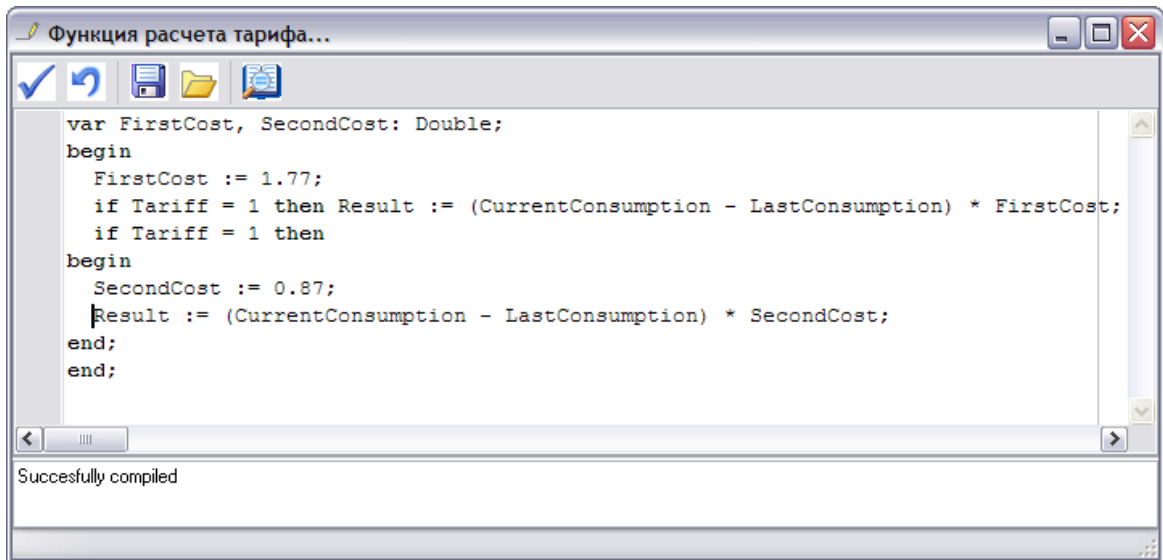 Функция расчета тарифа...
var FirstCost, SecondCost: Double;
begin
FirstCost := 1.77;
if Tariff = 1 then Result := (CurrentConsumption - LastConsumption) * FirstCost;
if Tariff = 1 then
begin
SecondCost := 0.87;
Result := (CurrentConsumption - LastConsumption) * SecondCost;
end;
end;
Succesfully compiled